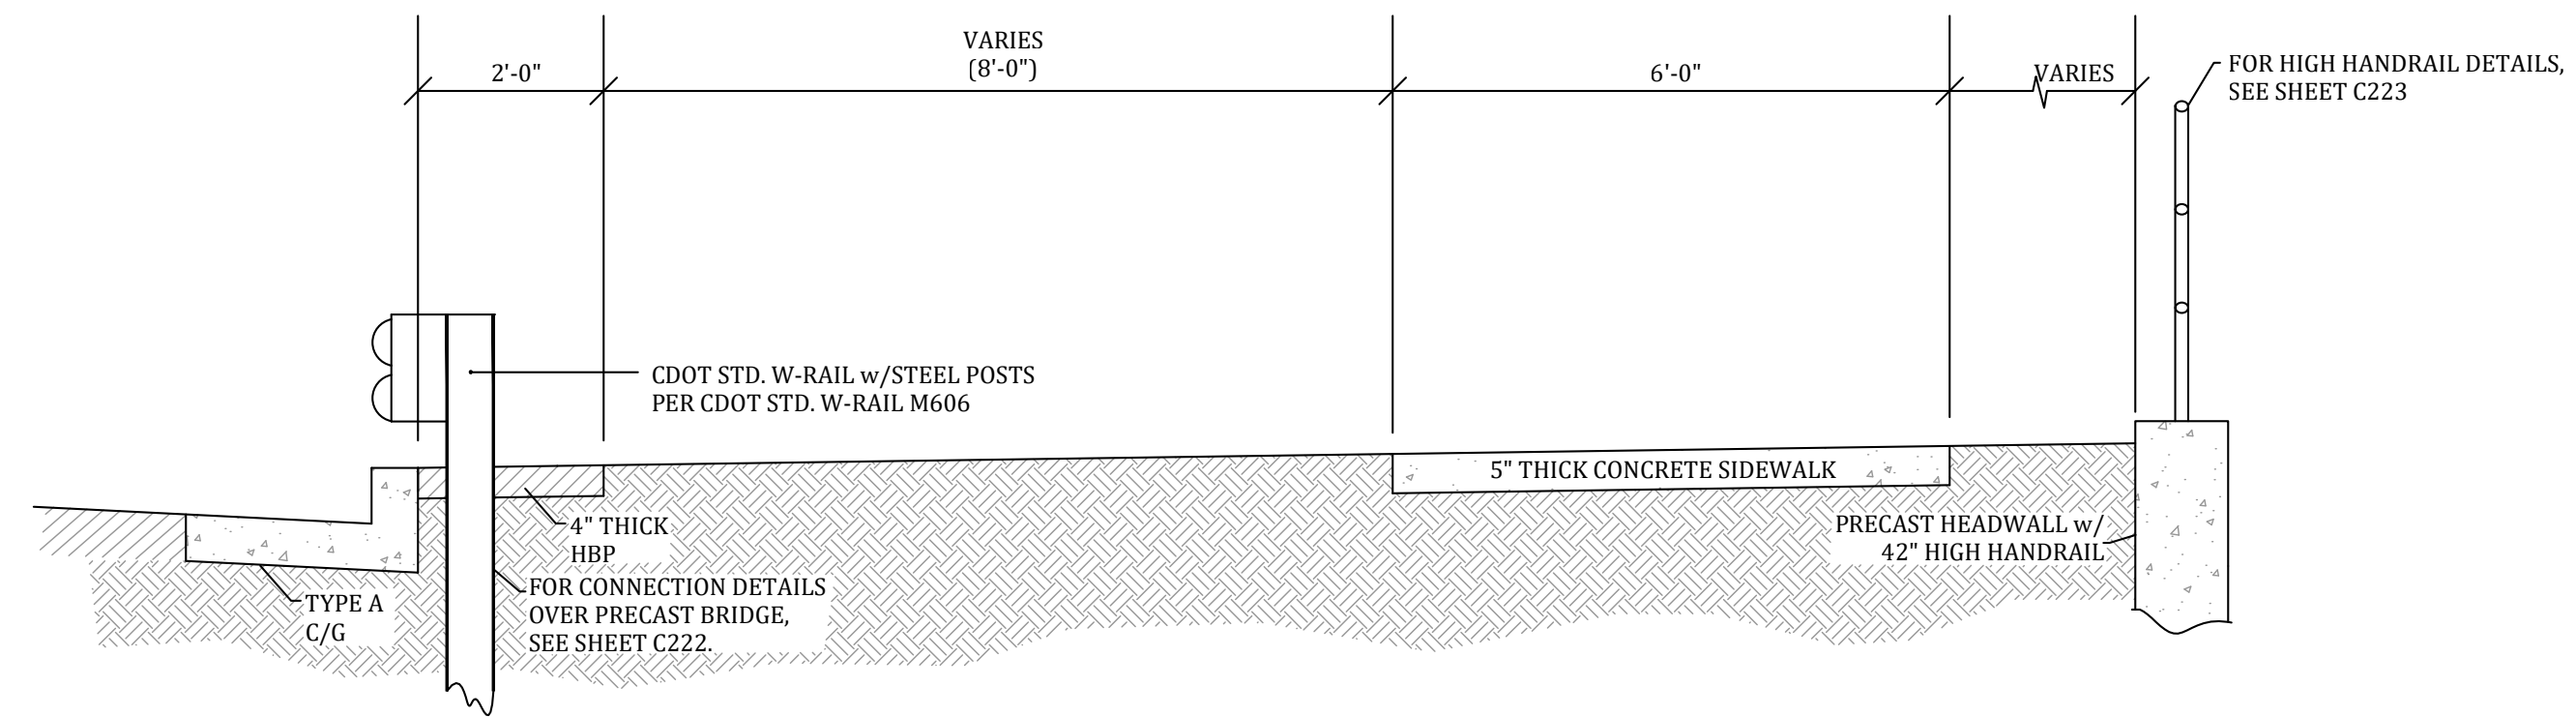 VARIES
(8'-0")
2'-0"
6'-0"
VARIES
FOR HIGH HANDRAIL DETAILS,
SEE SHEET C223
CDOT STD. W-RAIL w/STEEL POSTS
PER CDOT STD. W-RAIL M606
5" THICK CONCRETE SIDEWALK
4" THICK
HBP
PRECAST HEADWALL w/
42" HIGH HANDRAIL
FOR CONNECTION DETAILS
OVER PRECAST BRIDGE,
SEE SHEET C222.
TYPE A
C/G